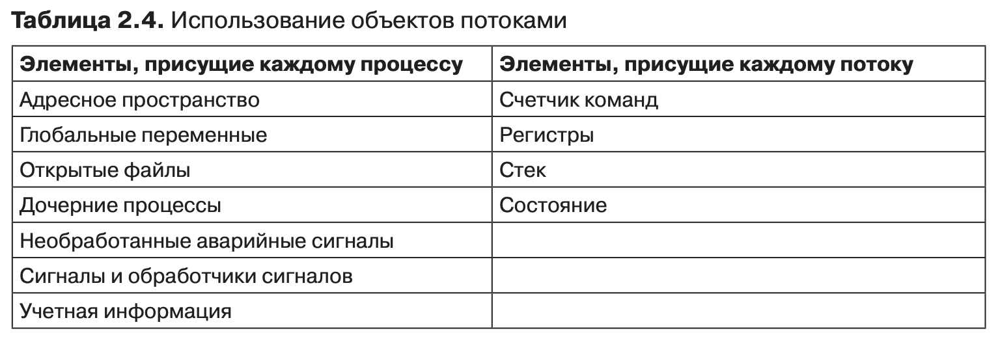 Таблица 2.4. Использование объектов потоками
Элементы, присущие каждому процессу Элементы, присущие каждому потоку
Адресное пространство Счетчик команд
Глобальные переменные Регистры
Открытые файлы Стек
Дочерние процессы Состояние
Необработанные аварийные сигналы
Сигналы и обработчики сигналов
Учетная информация